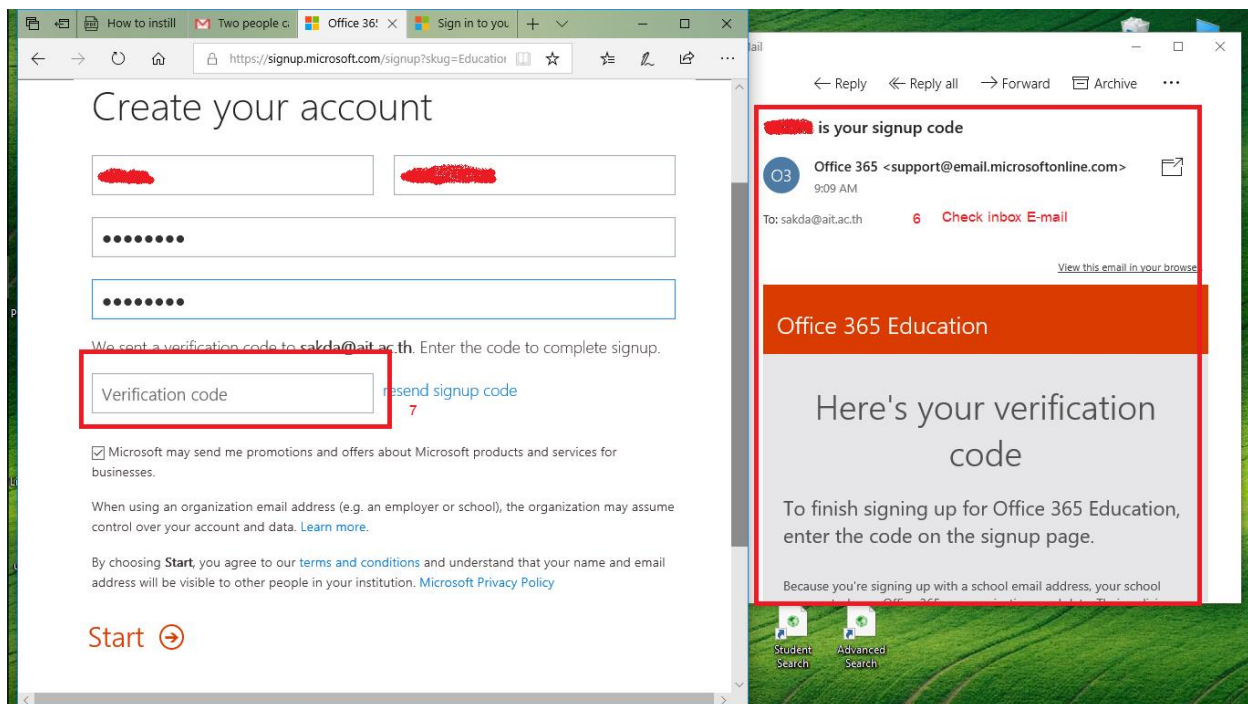 How to instill
Two people c
Office 365
Sign in to you
https://signup.microsoft.com/signup?skug=Education
Create your account
We sent a verification code to sakda@ait.ac.th. Enter the code to complete signup.
Verification code
resend signup code
7
Microsoft may send me promotions and offers about Microsoft products and services for
businesses.
When using an organization email address (e.g. an employer or school), the organization may assume
control over your account and data. Learn more.
By choosing Start, you agree to our terms and conditions and understand that your name and email
address will be visible to other people in your institution. Microsoft Privacy Policy
Start
Reply
Reply all
Forward
Archive
is your signup code
O3
Office 365 <support@email.microsoftonline.com>
9:09 AM
To: sakda@ait.ac.th
6 Check inbox E-mail
View this email in your browse
Office 365 Education
Here's your verification
code
To finish signing up for Office 365 Education,
enter the code on the signup page.
Because you're signing up with a school email address, your school
Student
Search
Advanced
Search